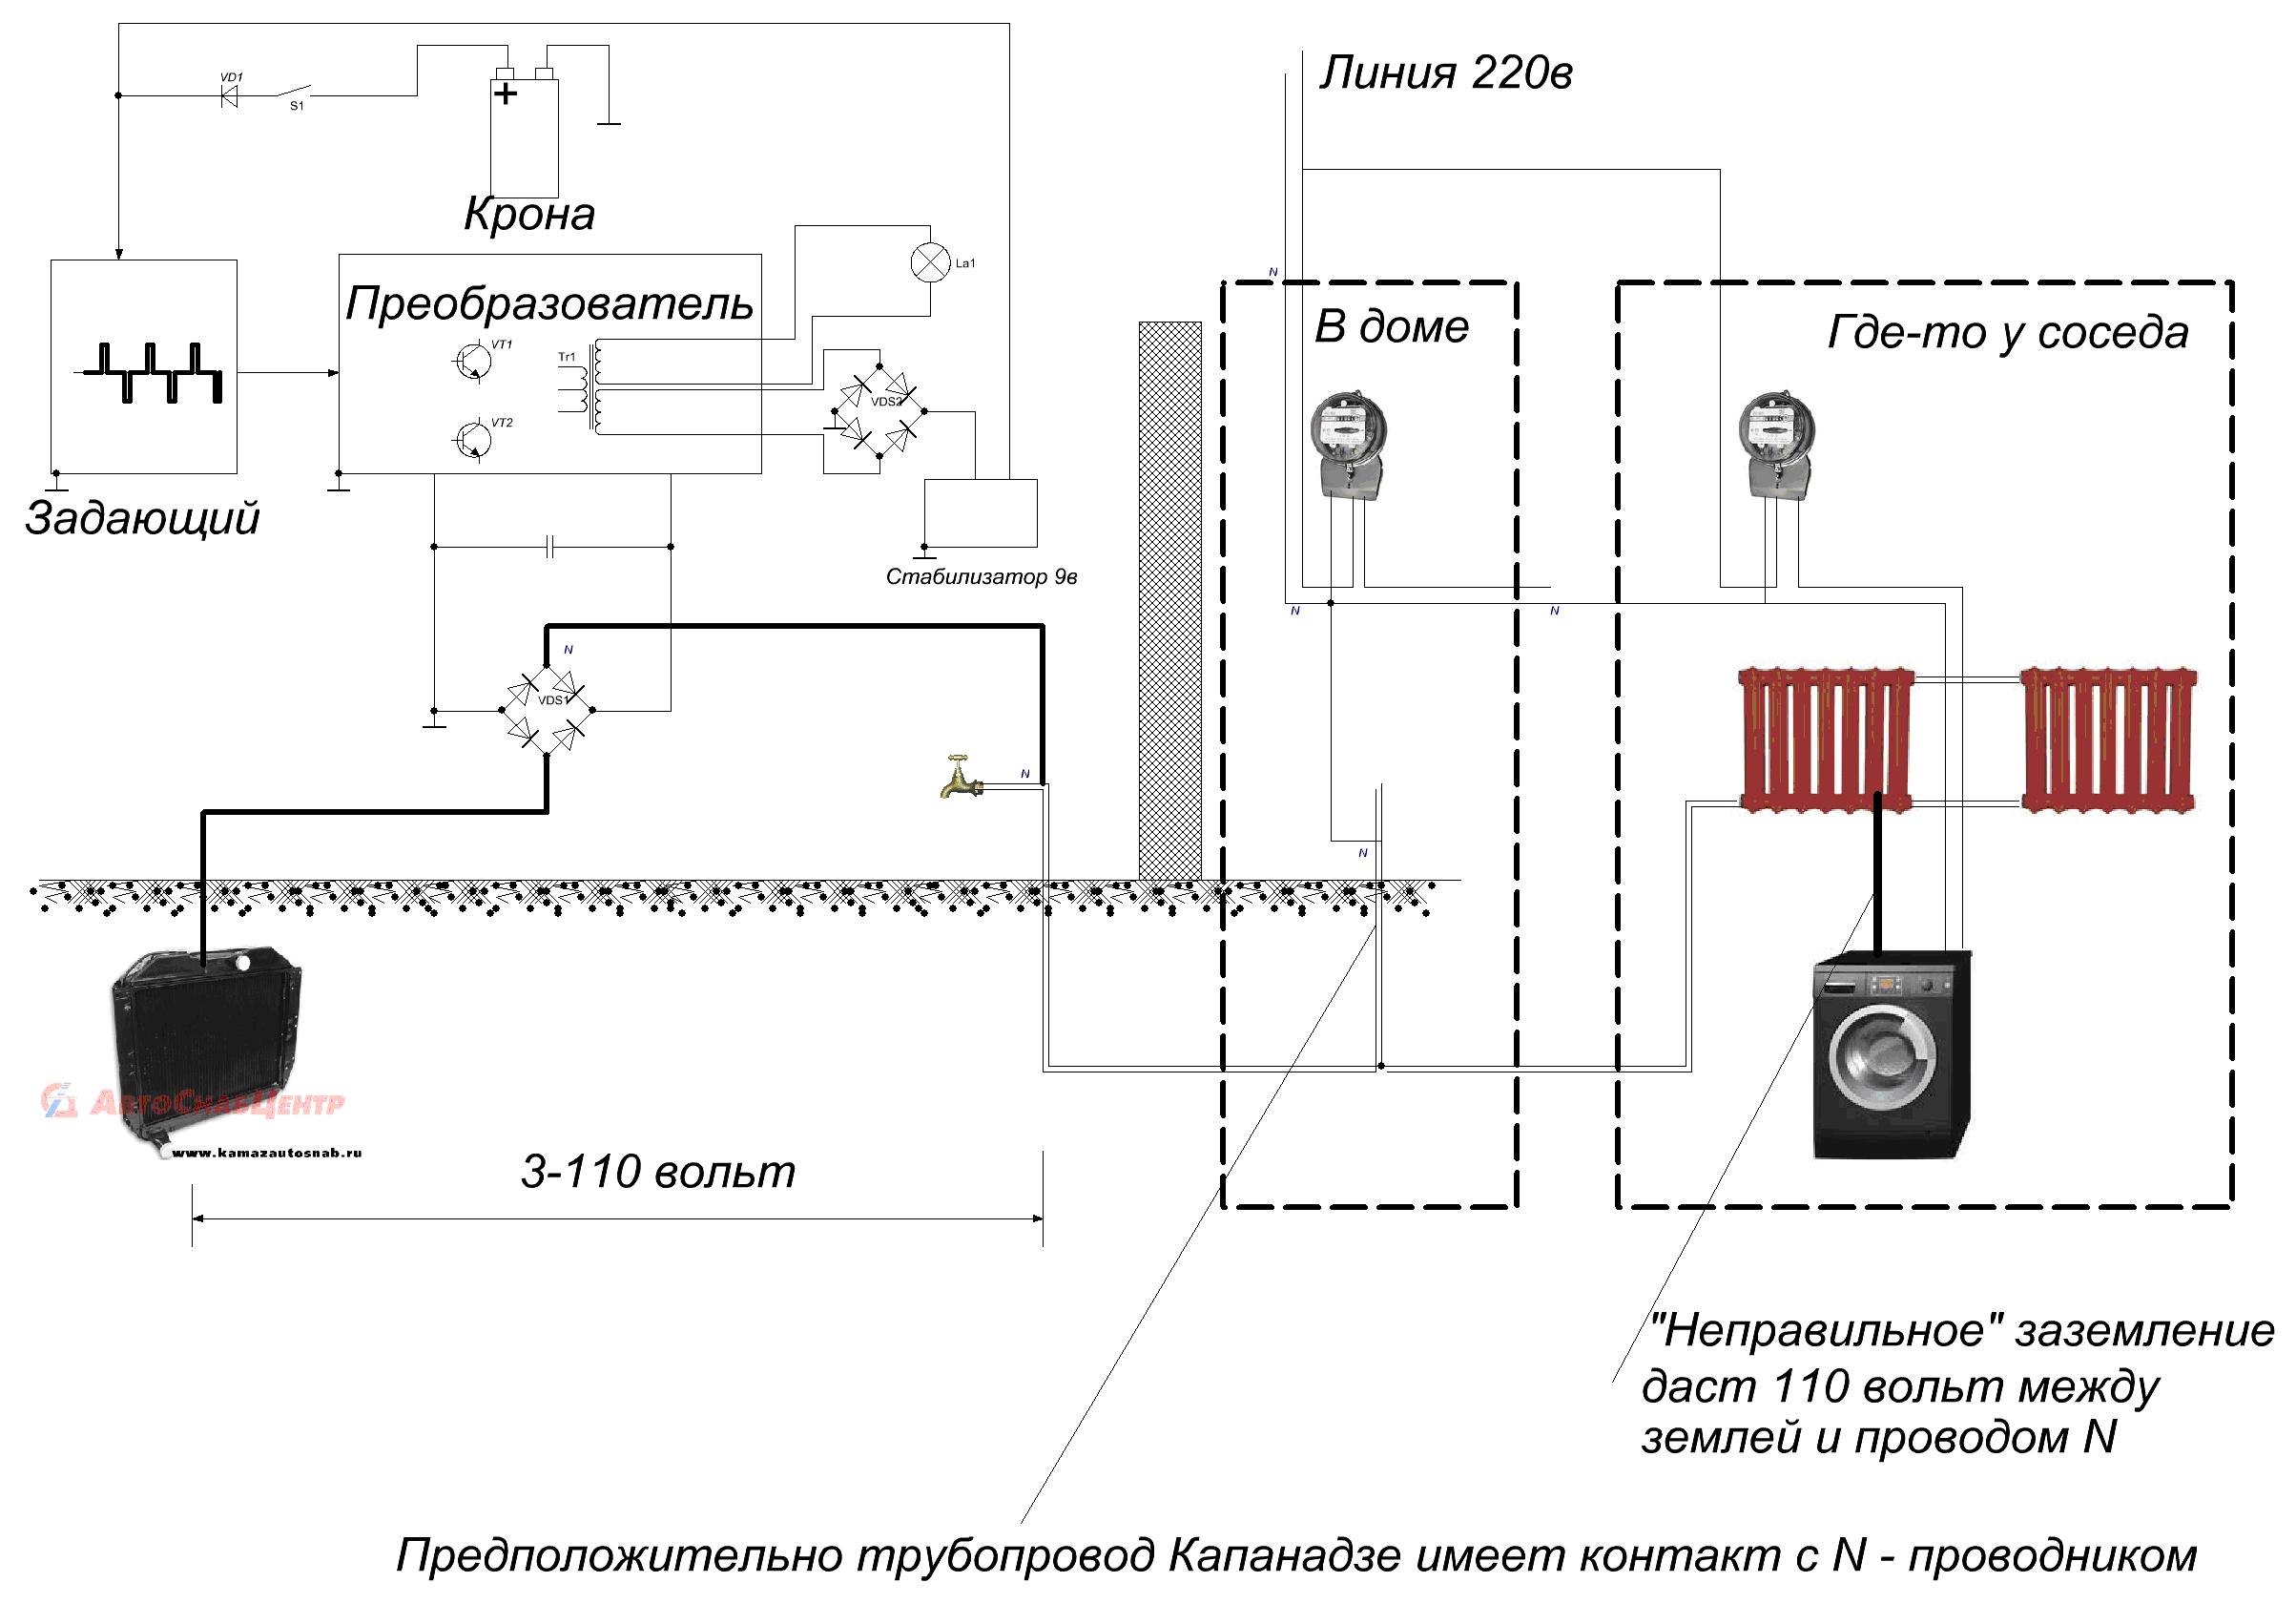 Линия 220в
VD1
S1
+
Крона
N
La1
Преобразователь
VT1
Tr1
VT2
VDS2
В доме
Где-то у соседа
Задающий
Стабилизатор 9в
N
N
N
VDS1
N
N
АвтоСнабЦентр
www.kamazautosnab.ru
3-110 вольт
"Неправильное" заземление
даст 110 вольт между
землей и проводом N
Предположительно трубопровод Капанадзе имеет контакт с N - проводником